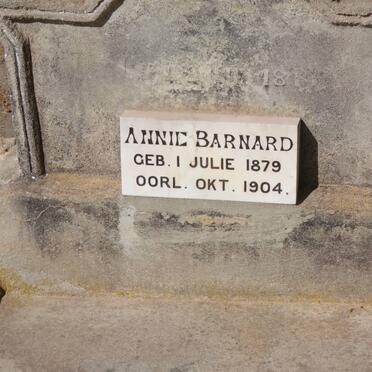 ANNIE BARNARD
GEB. 1 JULIE 1879
OORL. OKT. 1904.